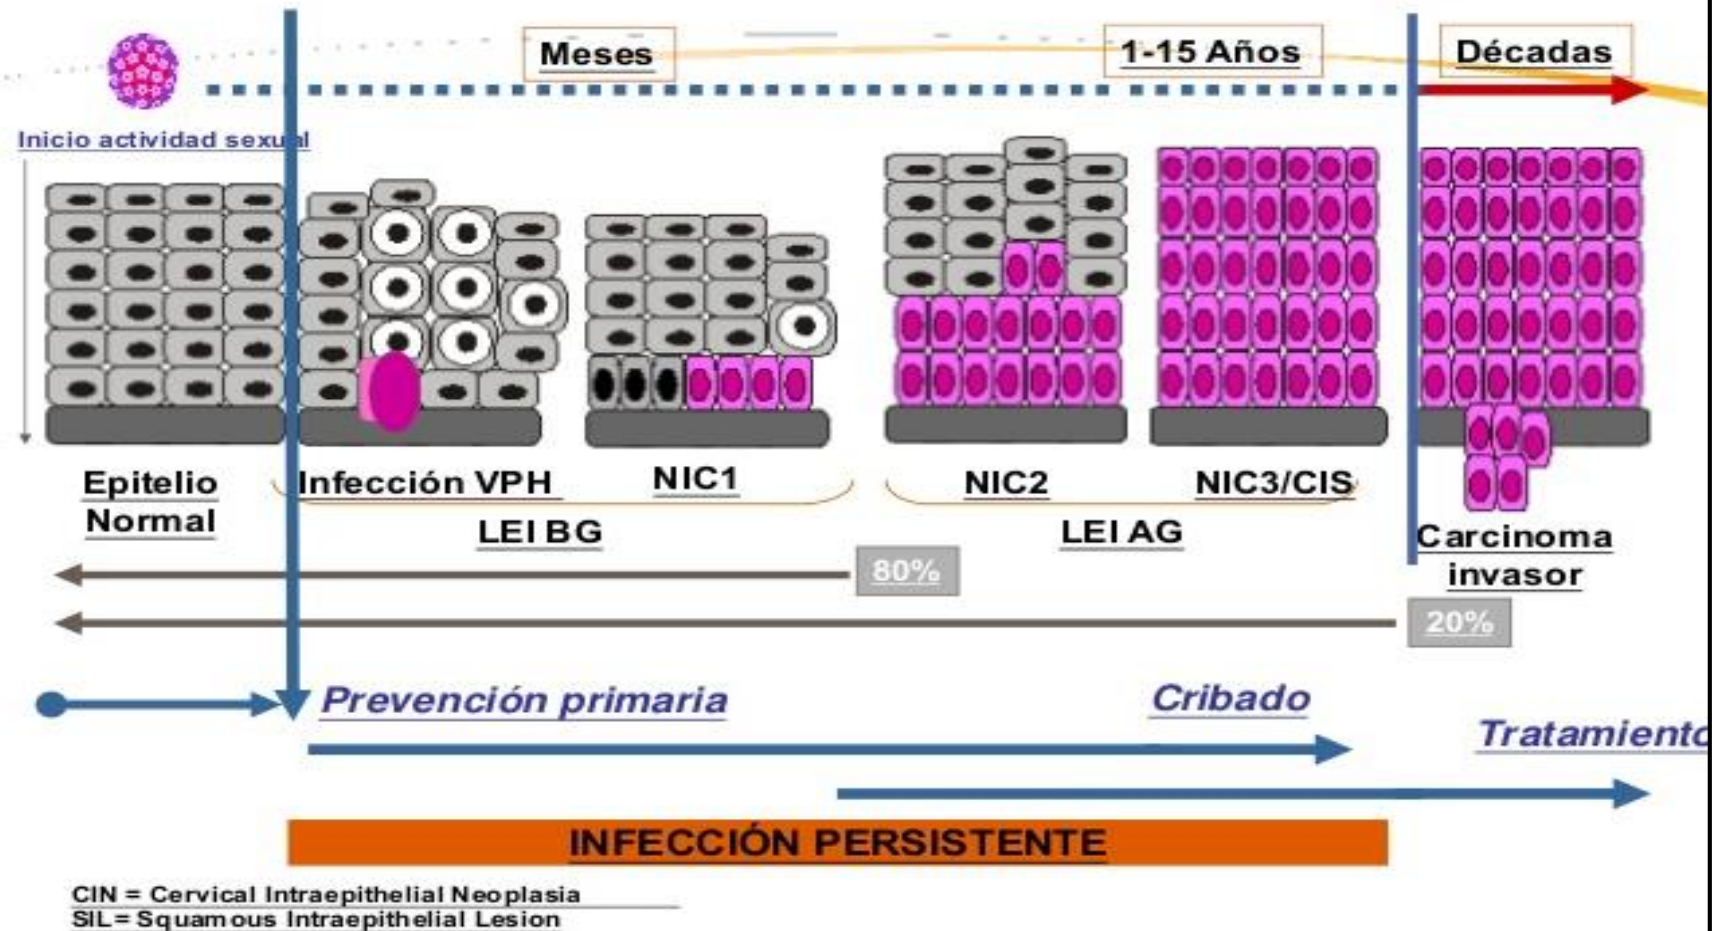 Meses
1-15 Años
Décadas
Inicio actividad sexual
Epitelio
Normal
Infección VPH
NIC1
NIC2
NIC3/CIS
LEI BG
LEI AG
Carcinoma
invasor
80%
20%
Prevención primaria
Cribado
Tratamiento
INFECCIÓN PERSISTENTE
CIN = Cervical Intraepithelial Neoplasia
SIL= Squamous Intraepithelial Lesion